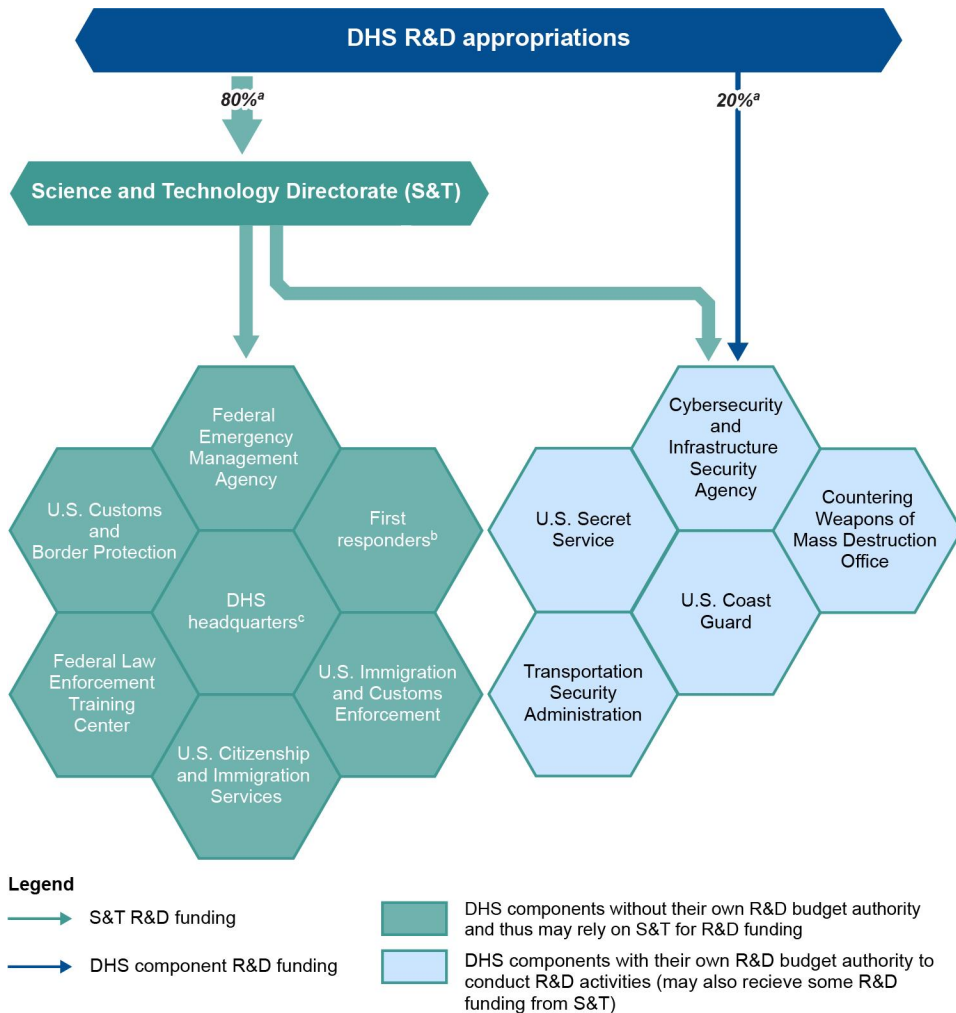 DHS R&D appropriations
80%ª
20%ª
Science and Technology Directorate (S&T)
Federal
Emergency
Management
Agency
U.S. Customs
and
Border Protection
First
respondersᵇ
DHS
headquartersᶜ
Federal Law
Enforcement
Training
Center
U.S. Immigration
and Customs
Enforcement
U.S. Citizenship
and Immigration
Services
Cybersecurity
and
Infrastructure
Security
Agency
U.S. Secret
Service
Countering
Weapons of
Mass Destruction
Office
U.S. Coast
Guard
Transportation
Security
Administration
Legend
S&T R&D funding
DHS component R&D funding
DHS components without their own R&D budget authority
and thus may rely on S&T for R&D funding
DHS components with their own R&D budget authority to
conduct R&D activities (may also recieve some R&D
funding from S&T)